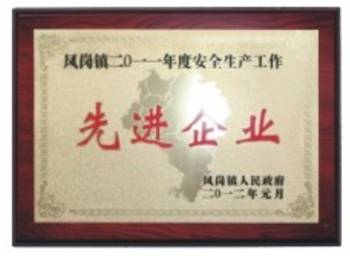 凤岗镇二〇一一年度安全生产工作
先进企业
凤岗镇人民政府
二〇一二年元月